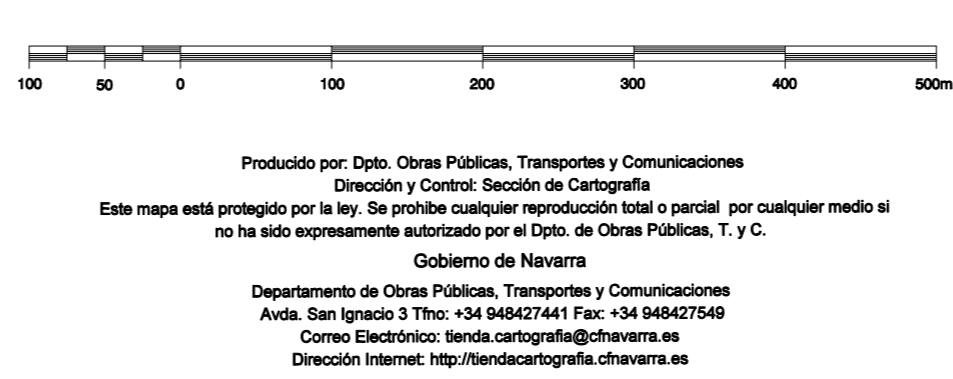 100 50 0 100 200 300 400 500m
Producido por: Dpto. Obras Públicas, Transportes y Comunicaciones
Dirección y Control: Sección de Cartografía
Este mapa está protegido por la ley. Se prohibe cualquier reproducción total o parcial por cualquier medio si
no ha sido expresamente autorizado por el Dpto. de Obras Públicas, T. y C.
Gobierno de Navarra
Departamento de Obras Públicas, Transportes y Comunicaciones
Avda. San Ignacio 3 Tfno: +34 948427441 Fax: +34 948427549
Correo Electrónico: tienda.cartografia@cfnavarra.es
Dirección Internet: http://tiendacartografia.cfnavarra.es